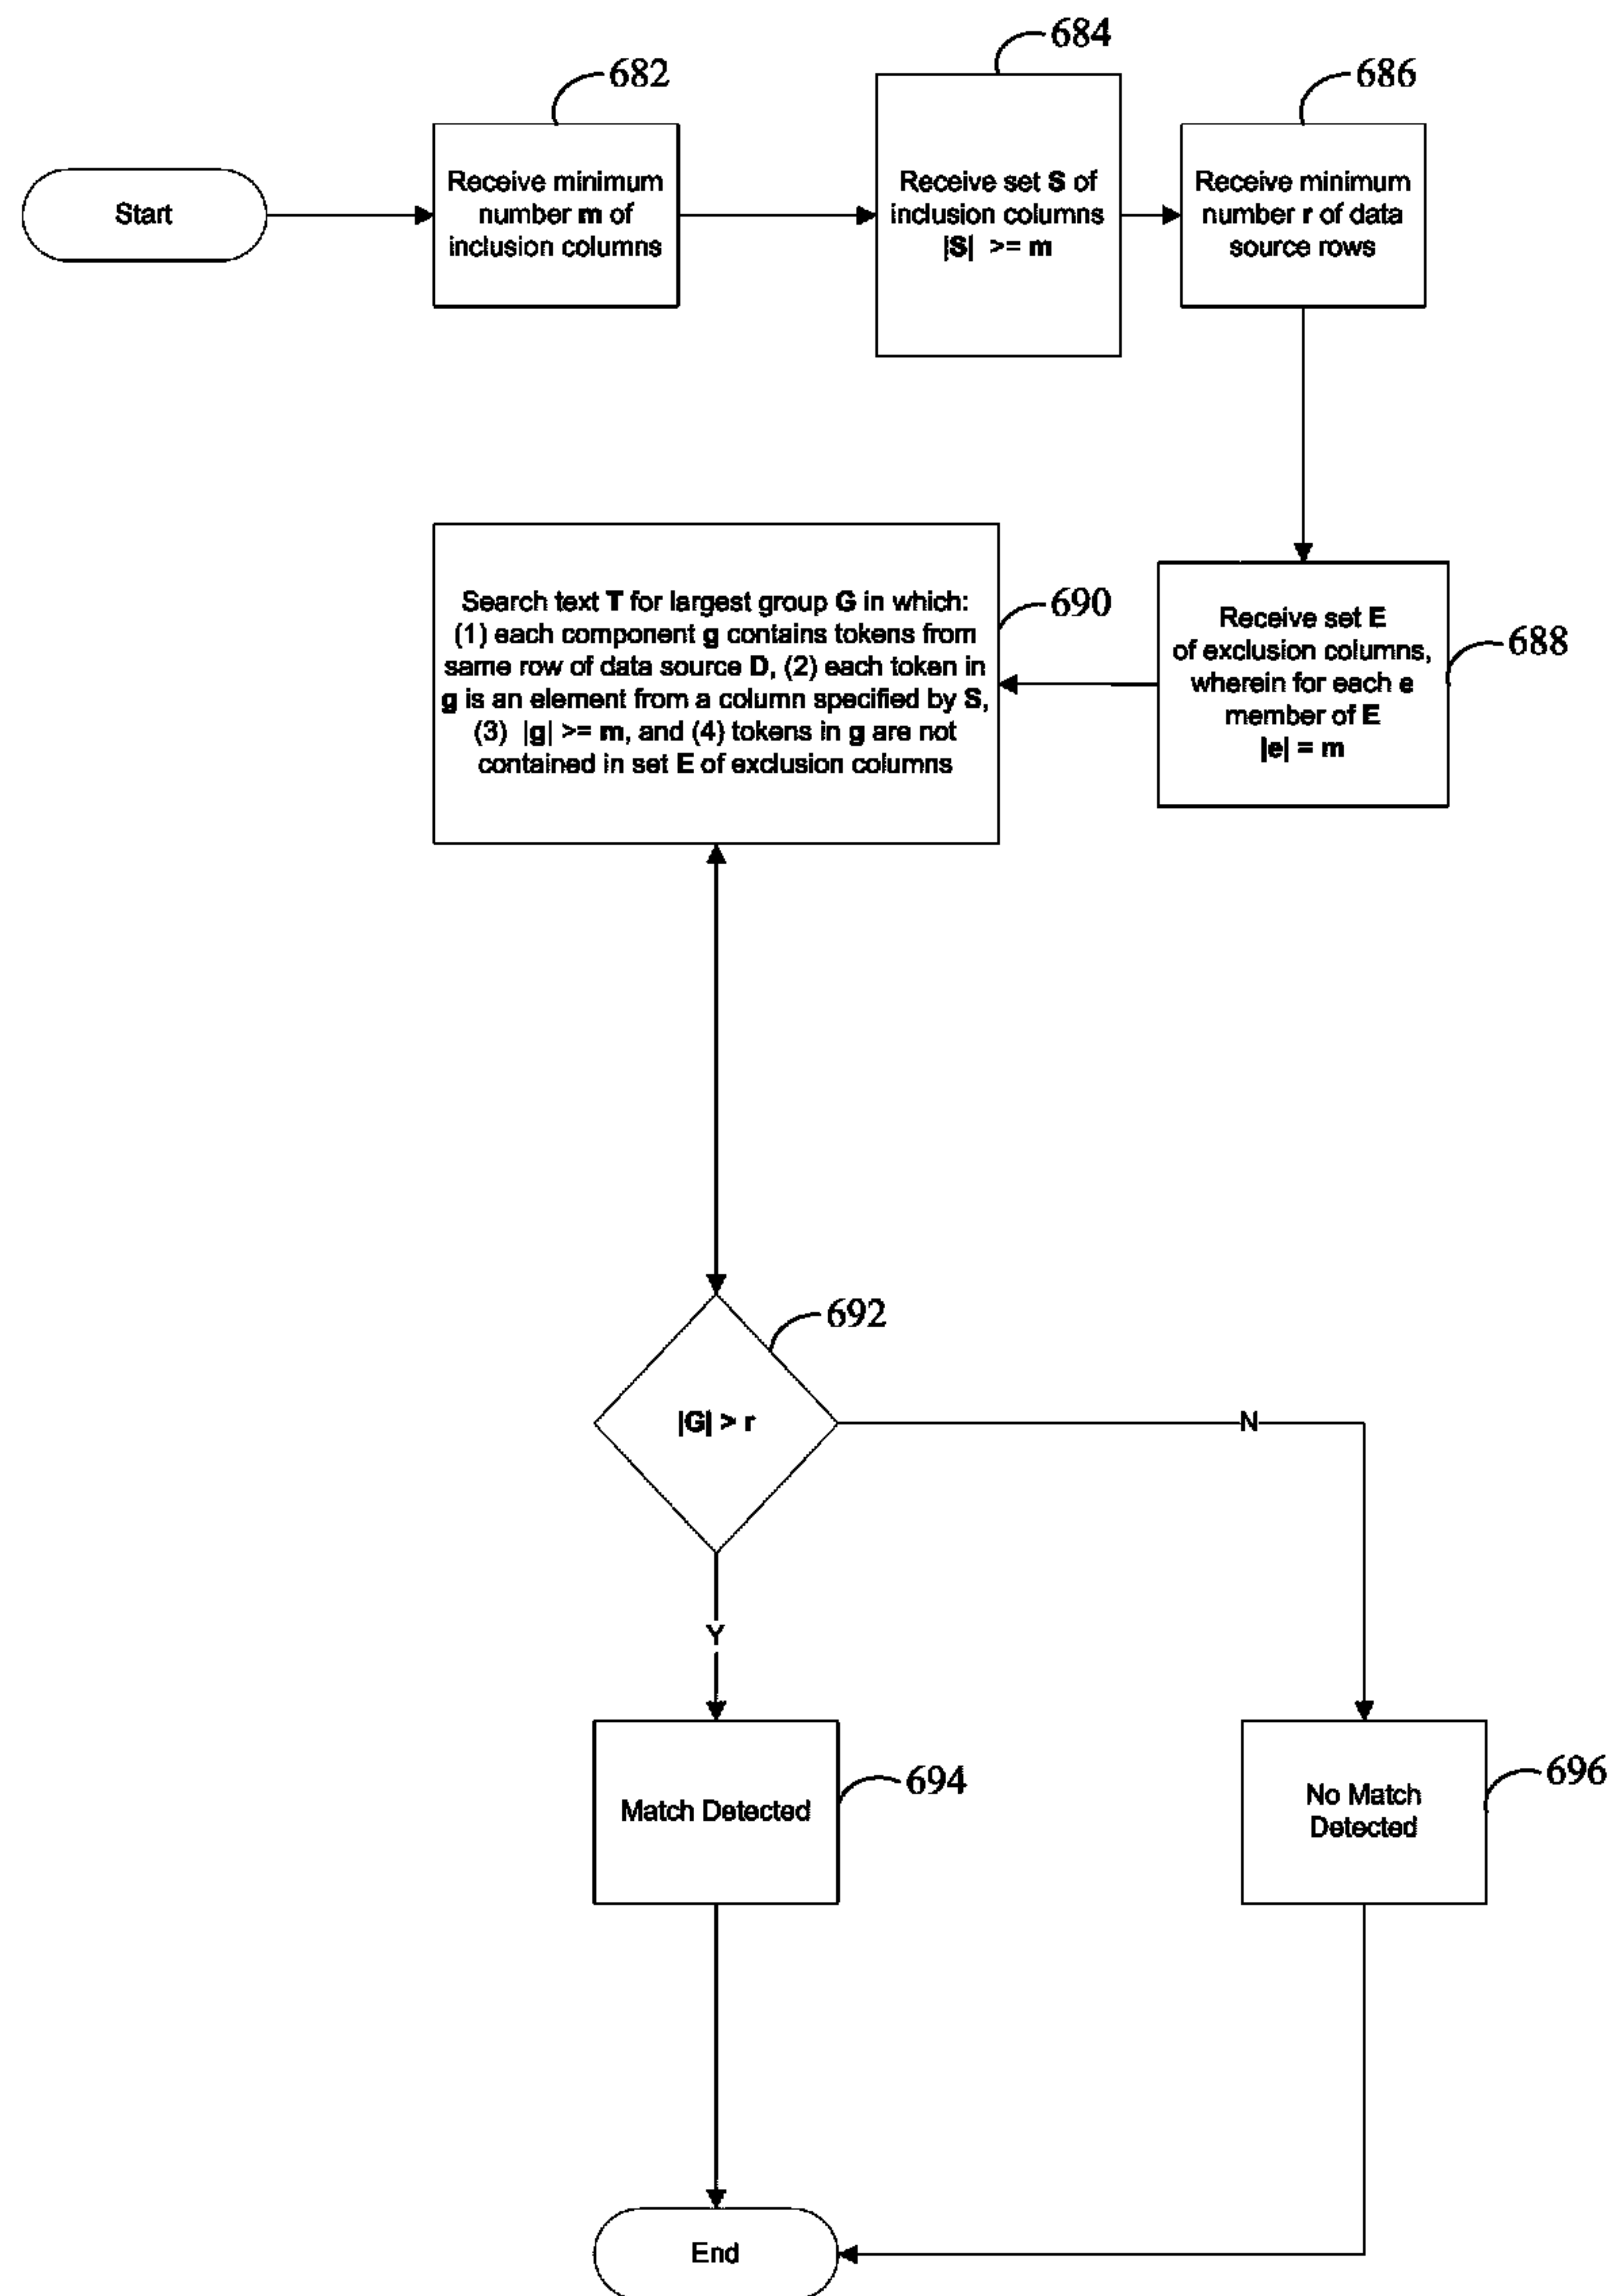 684
682
686
Start
Receive minimum
number m of
inclusion columns
Receive set S of
inclusion columns
|S| >= m
Receive minimum
number r of data
source rows
Search text T for largest group G in which:
(1) each component g contains tokens from
same row of data source D, (2) each token in
g is an element from a column specified by S,
(3) |g| >= m, and (4) tokens in g are not
contained in set E of exclusion columns
690
Receive set E
of exclusion columns,
wherein for each e
member of E
|e| = m
688
692
|G| > r
N
Y
Match Detected
694
No Match
Detected
696
End